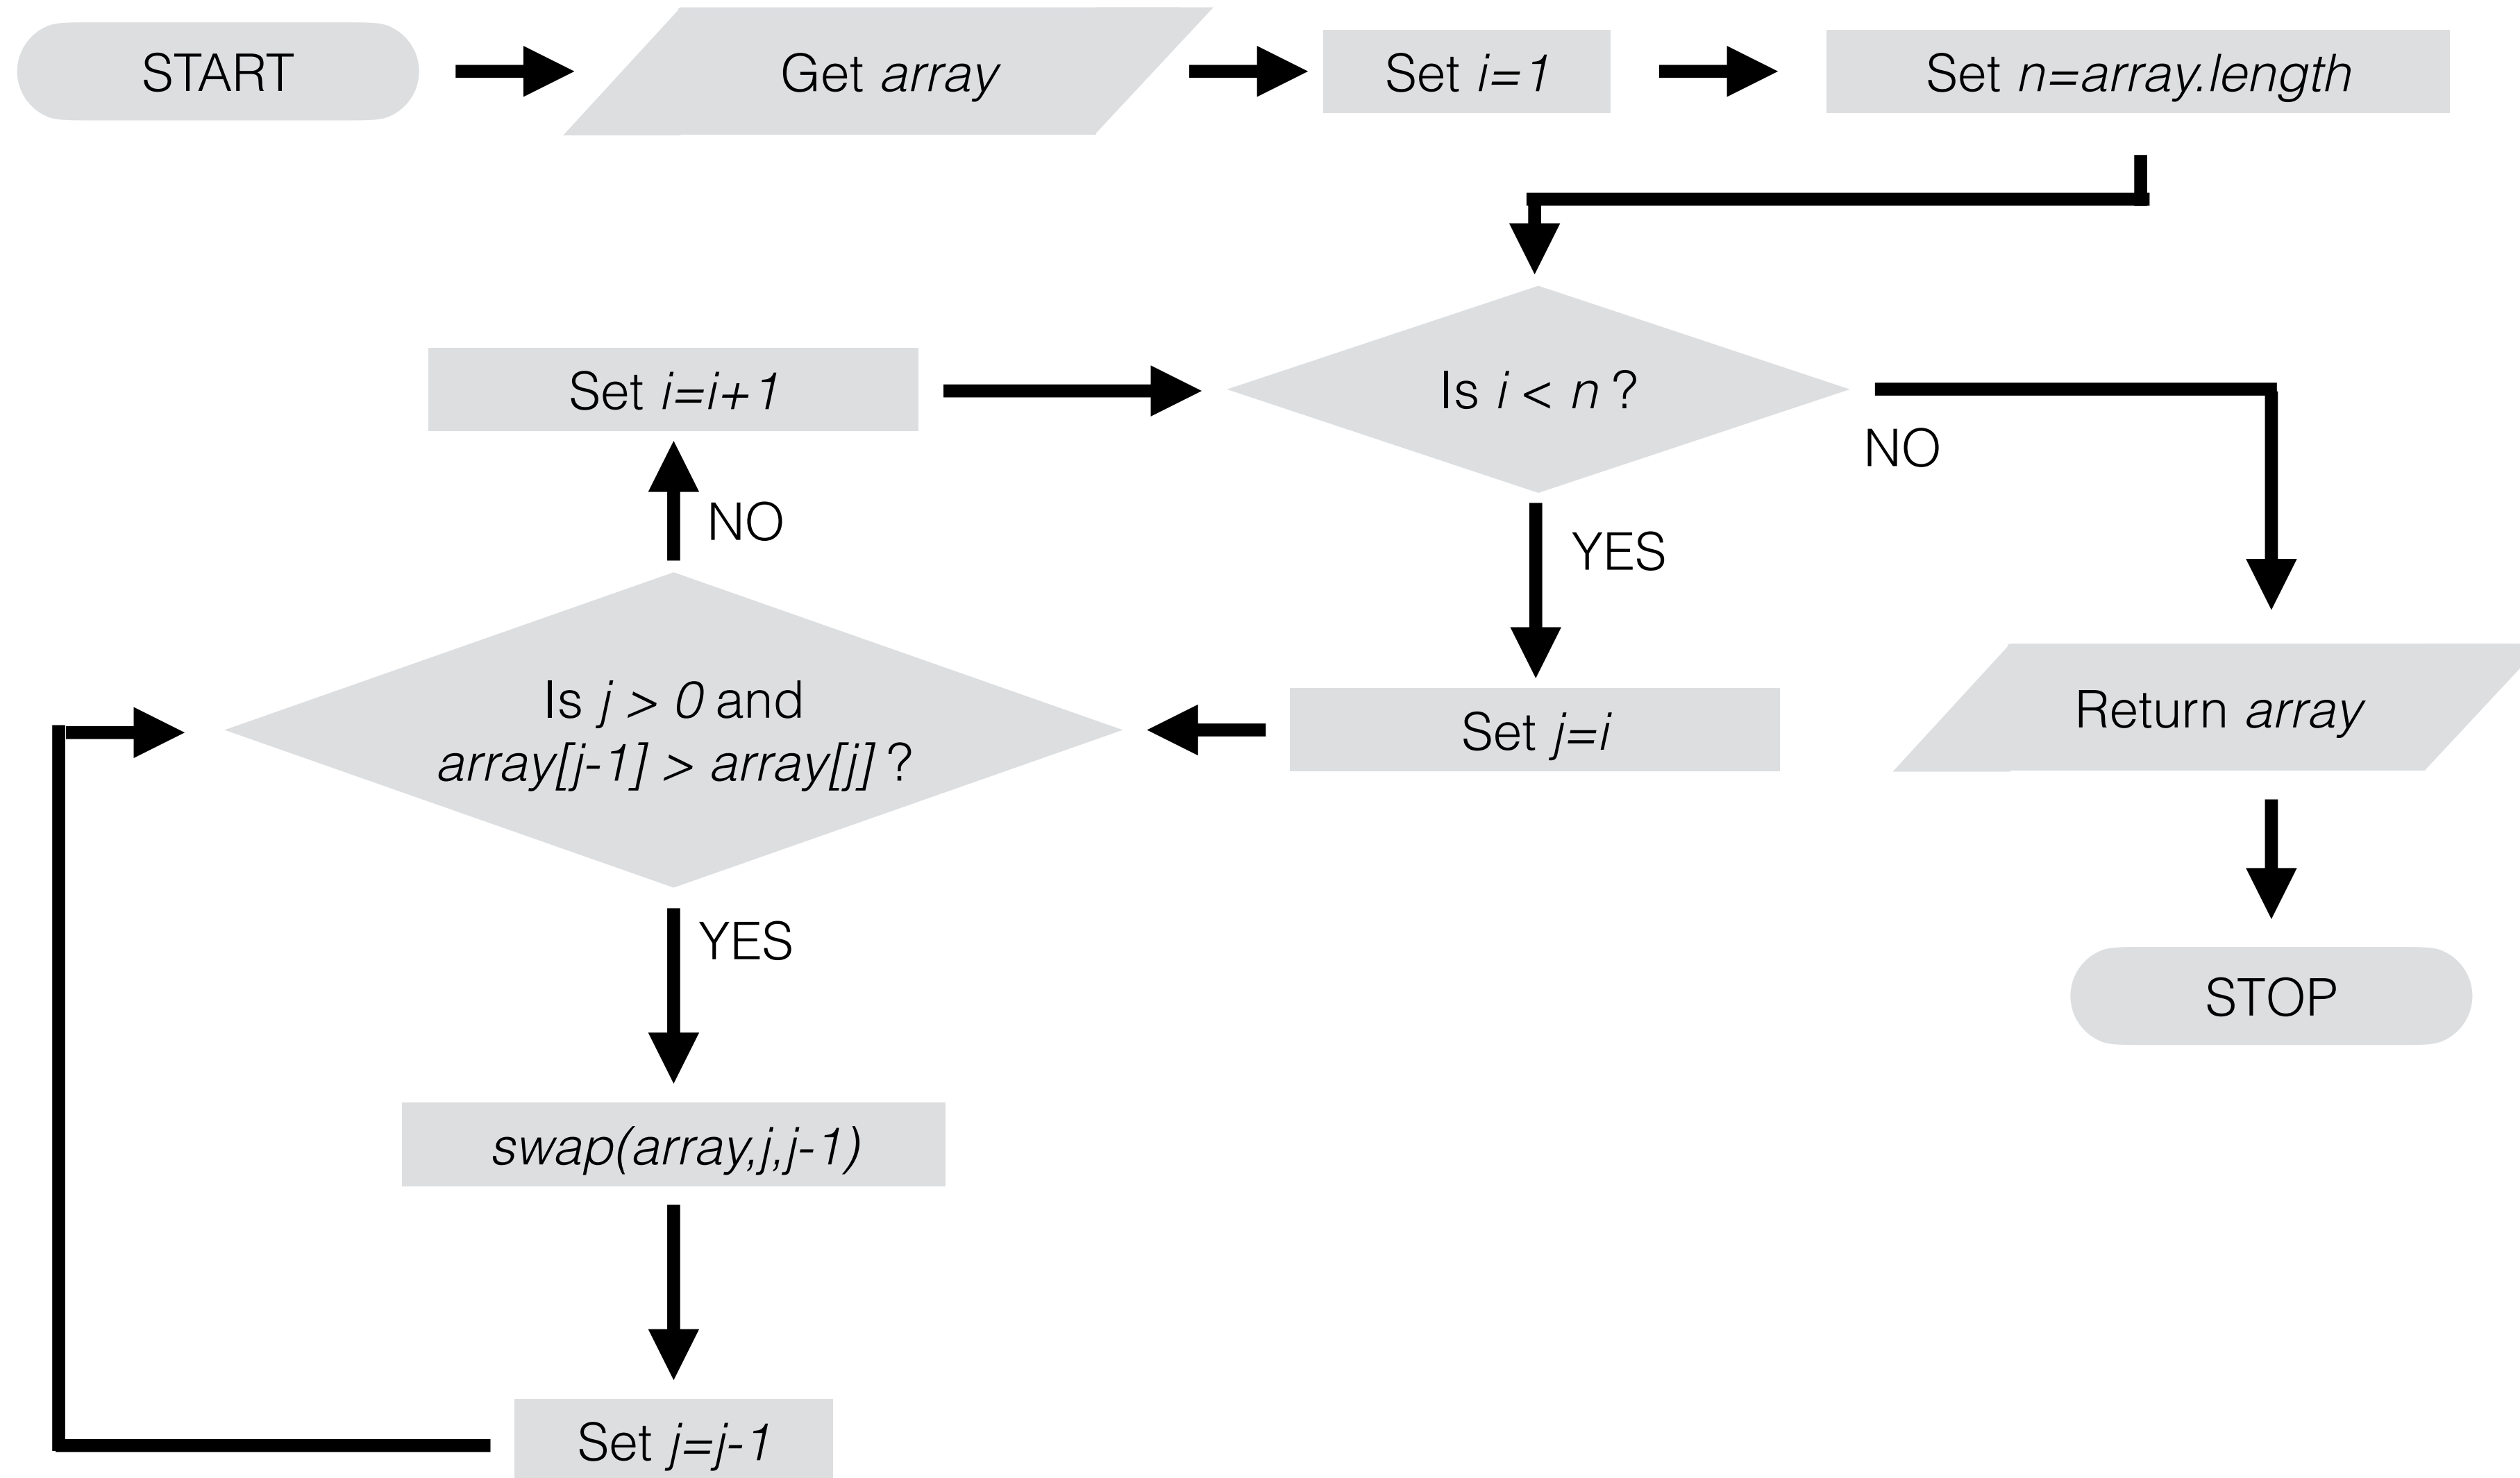 START
Get array
Set i=1
Set n=array.length
Set i=i+1
Is i < n ?
NO
NO
YES
Is j > 0 and
array[j-1] > array[j] ?
Set j=i
Return array
YES
STOP
swap(array,j,j-1)
Set j=j-1